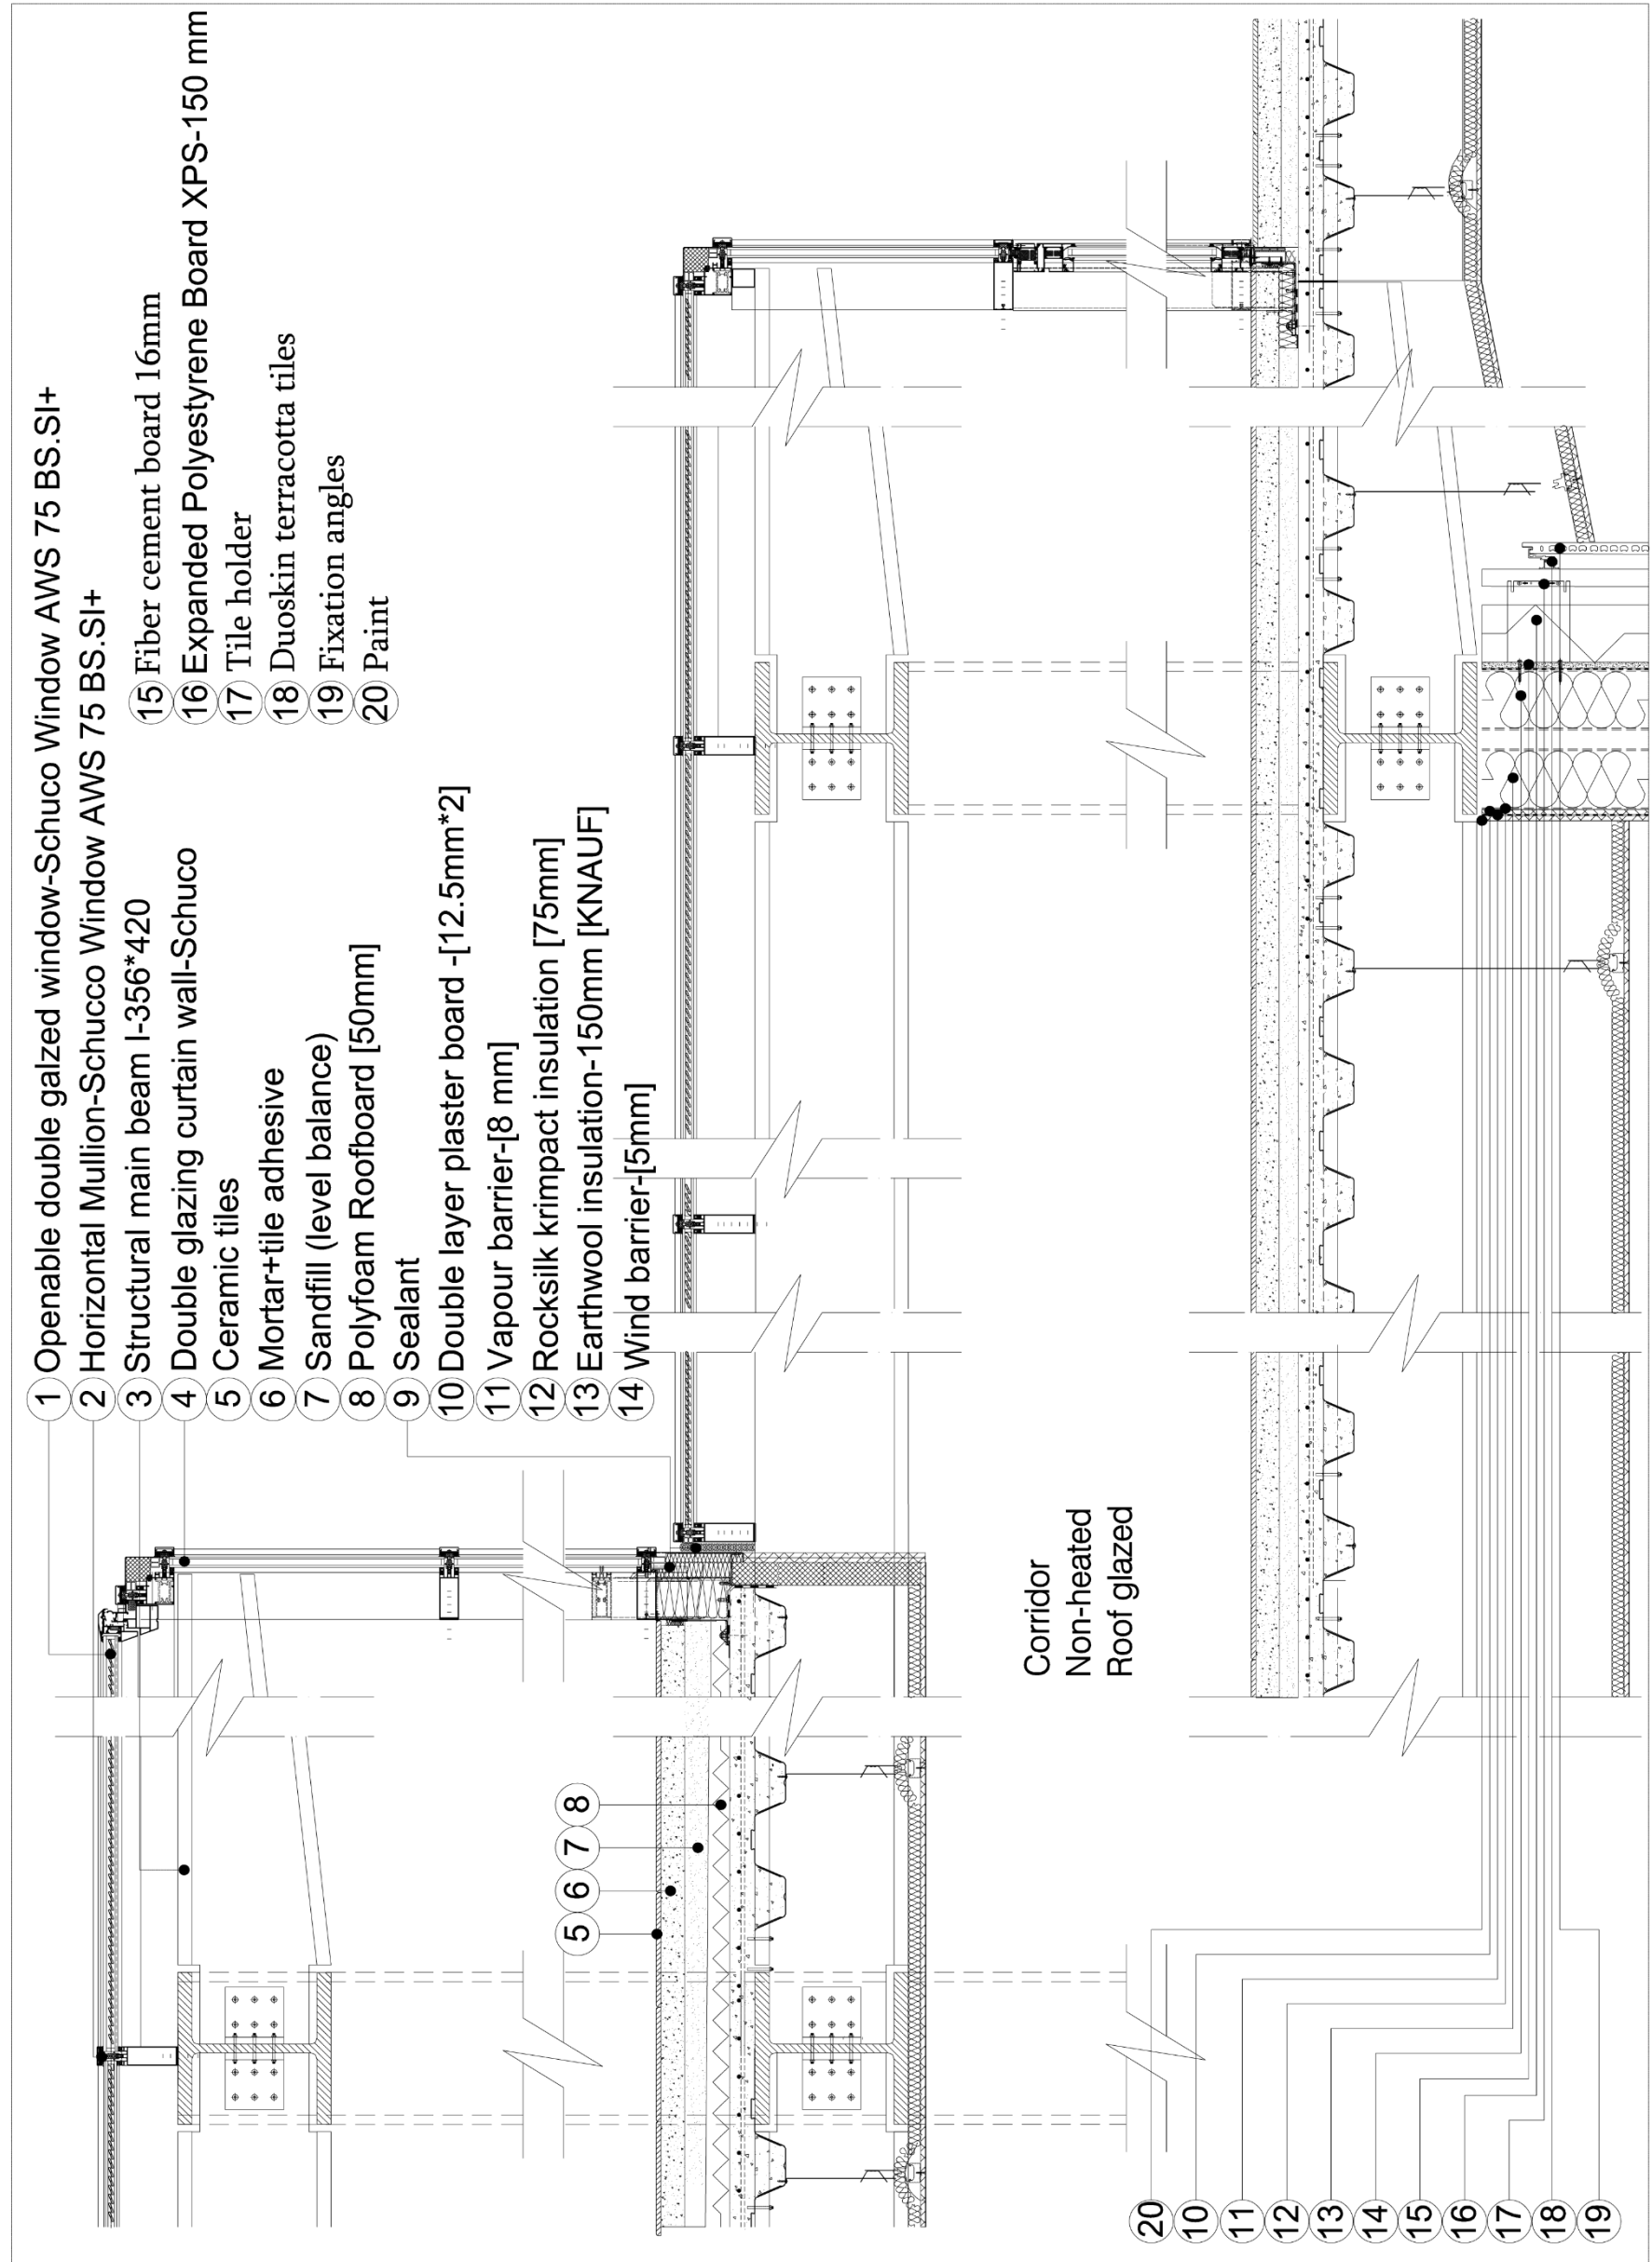 1 Openable double galzed window-Schuco Window AWS 75 BS.SI+
2 Horizontal Mullion-Schucco Window AWS 75 BS.SI+
3 Structural main beam I-356*420
4 Double glazing curtain wall-Schuco
5 Ceramic tiles
6 Mortar+tile adhesive
7 Sandfill (level balance)
8 Polyfoam Roofboard [50mm]
9 Sealant
10 Double layer plaster board -[12.5mm*2]
11 Vapour barrier-[8 mm]
12 Rocksilk krimpact insulation [75mm]
13 Earthwool insulation-150mm [KNAUF]
14 Wind barrier-[5mm]
15 Fiber cement board 16mm
16 Expanded Polyestyrene Board XPS-150 mm
17 Tile holder
18 Duoskin terracotta tiles
19 Fixation angles
20 Paint
5 6 7 8
Corridor
Non-heated
Roof glazed
20
10
11
12
13
14
15
16
17
18
19